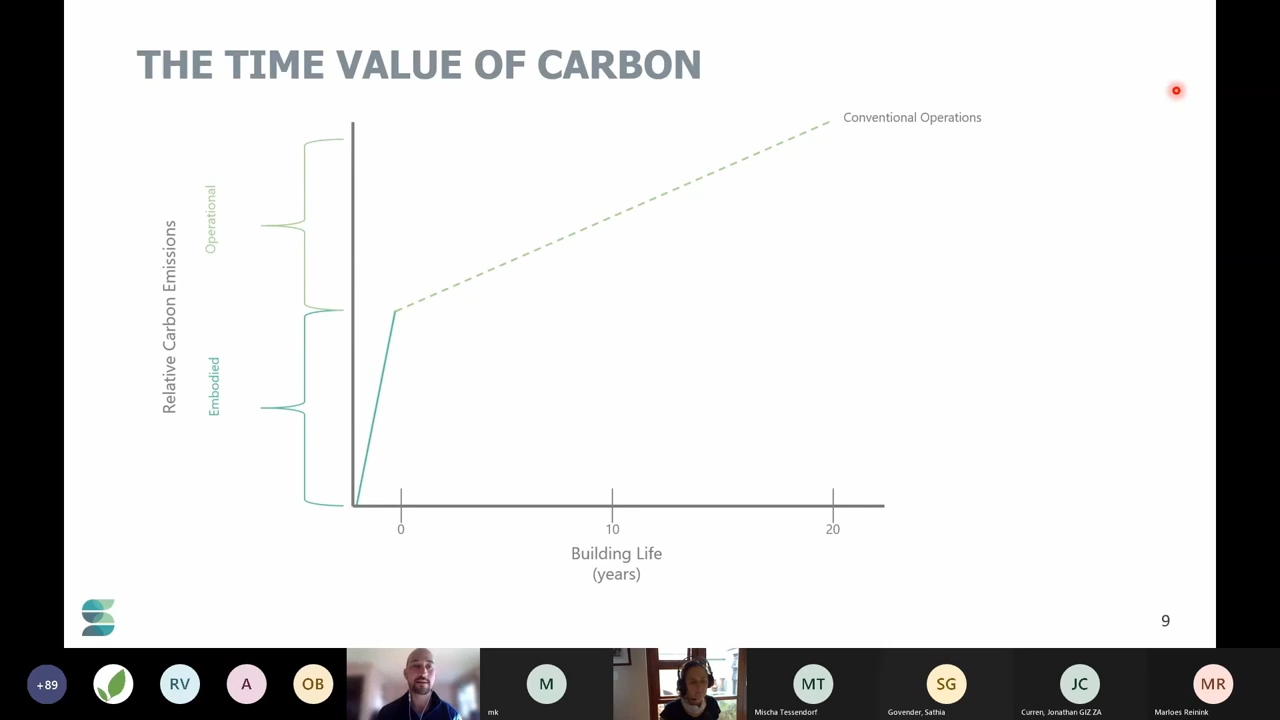 THE TIME VALUE OF CARBON
Conventional Operations
Relative Carbon Emissions
Operational
Embodied
0
10
20
Building Life
(years)
9
+89
RV
A
OB
M
mk
MT
Mischa Tessendorf
SG
Govender, Sathia
JC
Curren, Jonathan GIZ ZA
MR
Marloes Reinink